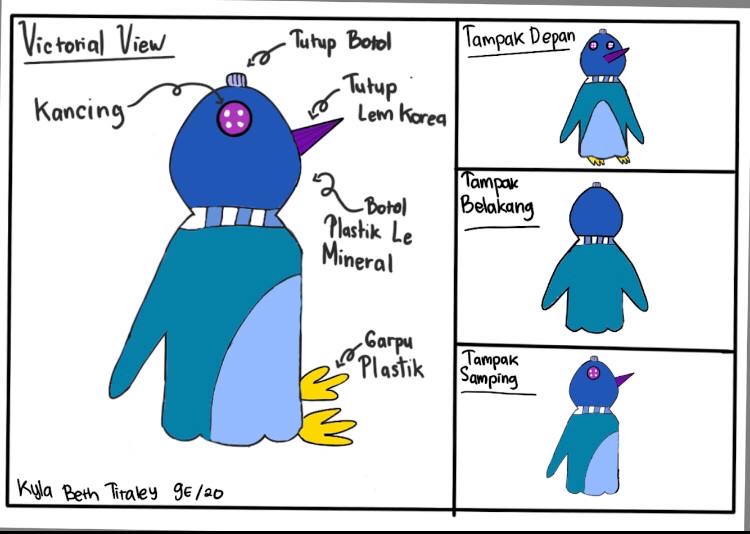 Victorial View
Tutup Botol
Kancing
Tutup
Lem Korea
Botol
Plastik Le
Mineral
Garpu
Plastik
Kyla Beth Tiraley 9E/20
Tampak Depan
Tampak
Belakang
Tampak
Samping